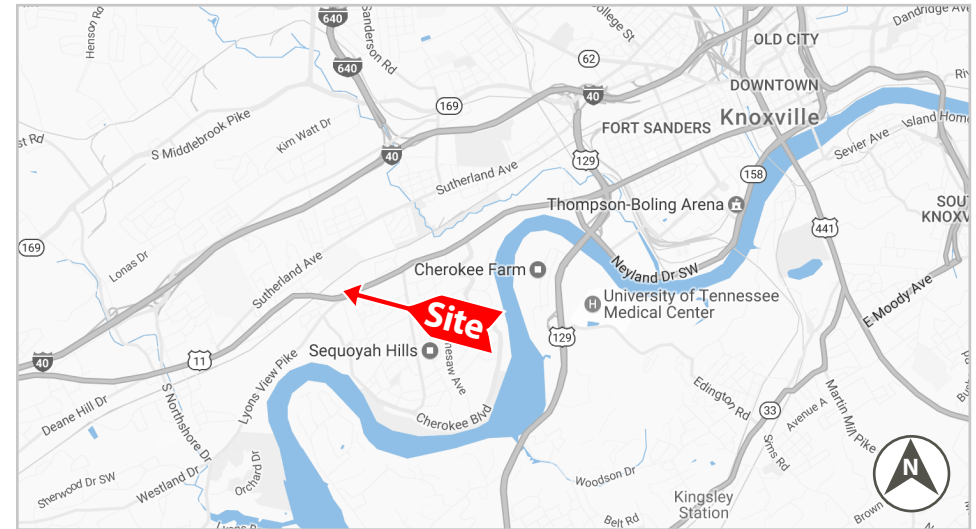 Henson Rd
640
Sanderson Rd
640
College St
Dandridge Ave
OLD CITY
62
DOWNTOWN
Knoxville
40
169
FORT SANDERS
S Middlebrook Pike
Kim Watt Dr
40
129
Sutherland Ave
Sevier Ave
Island Home
158
Thompson-Boling Arena
441
169
Lonas Dr
Sutherland Ave
Cherokee Farm
Neyland Dr SW
E Moody Ave
H
University of Tennessee
Medical Center
Site
129
Sequoyah Hills
nesaw Ave
40
11
Lyons View Pike
Deane Hill Dr
S Northshore Dr
Cherokee Blvd
Edington Rd
33
Avenue A
Martin Mill Pike
Sims Rd
Sherwood Dr SW
Westland Dr
Orchard Dr
Woodson Dr
N
Kingsley
Station
Belt Rd
Brown